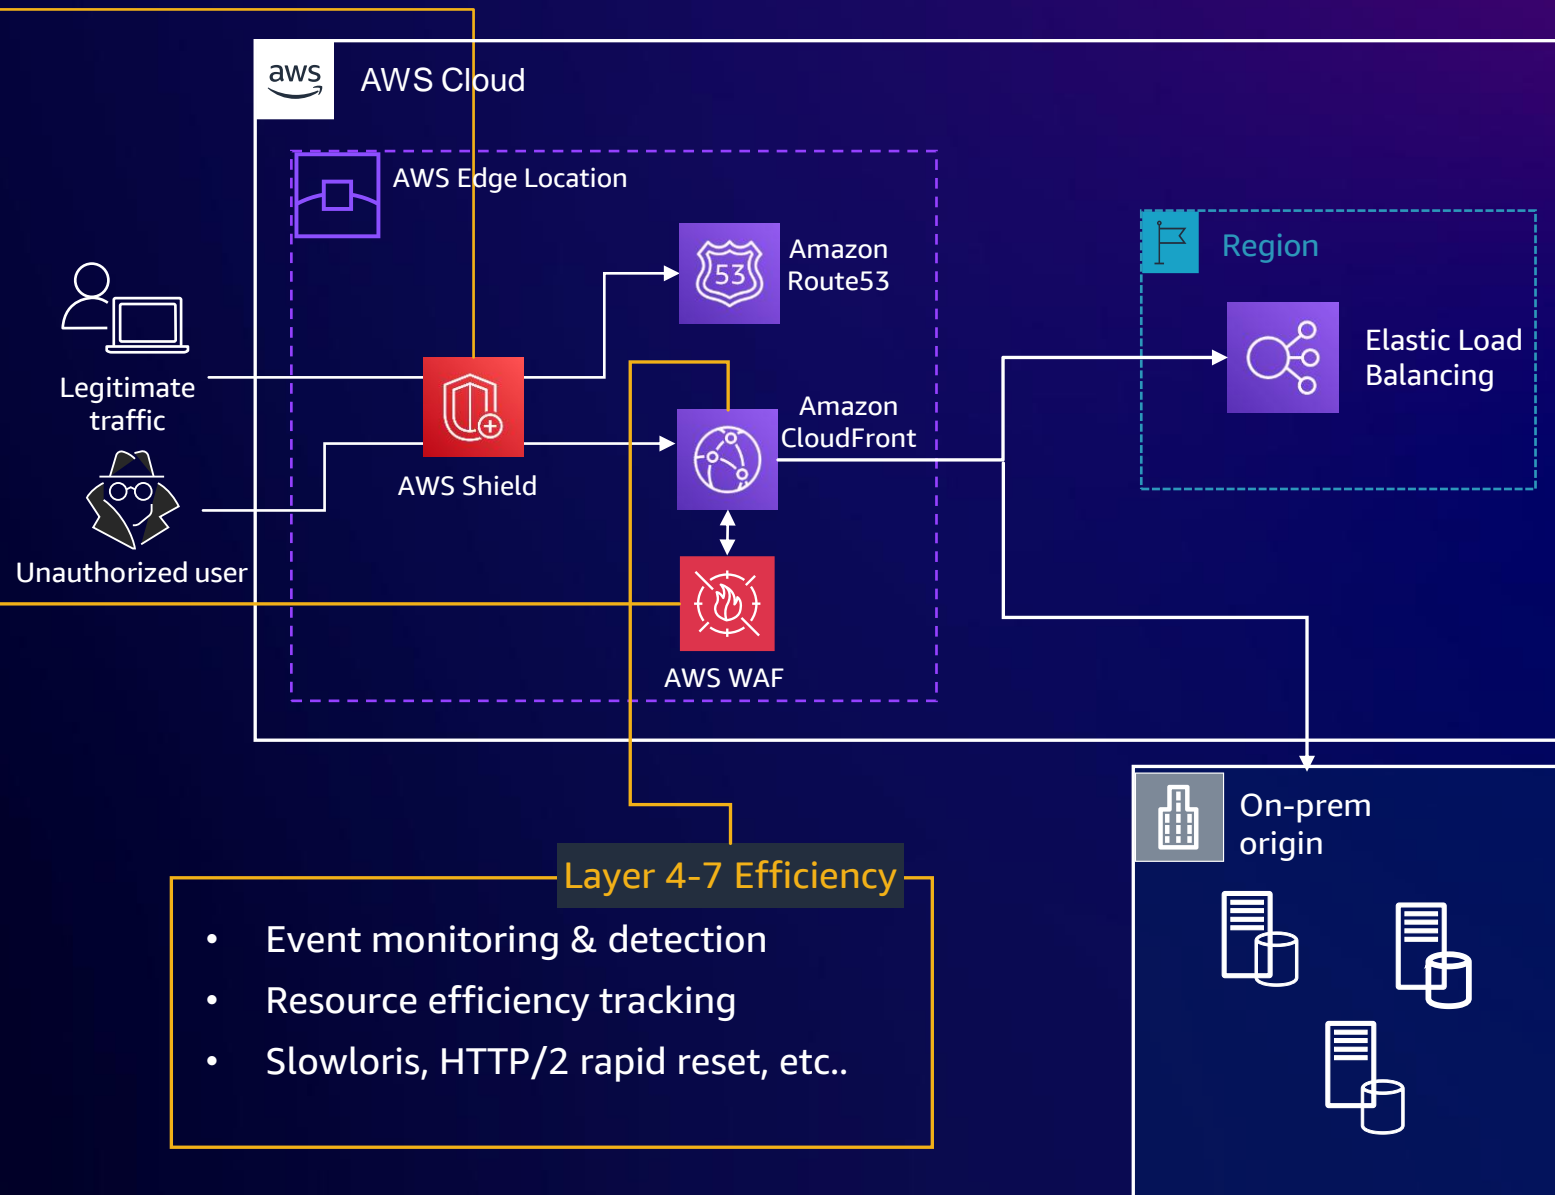 aws
AWS Cloud
AWS Edge Location
Amazon
Route53
53
Region
Elastic Load
Balancing
Legitimate
traffic
Amazon
CloudFront
AWS Shield
Unauthorized user
AWS WAF
On-prem
origin
Layer 4-7 Efficiency
• Event monitoring & detection
• Resource efficiency tracking
• Slowloris, HTTP/2 rapid reset, etc..